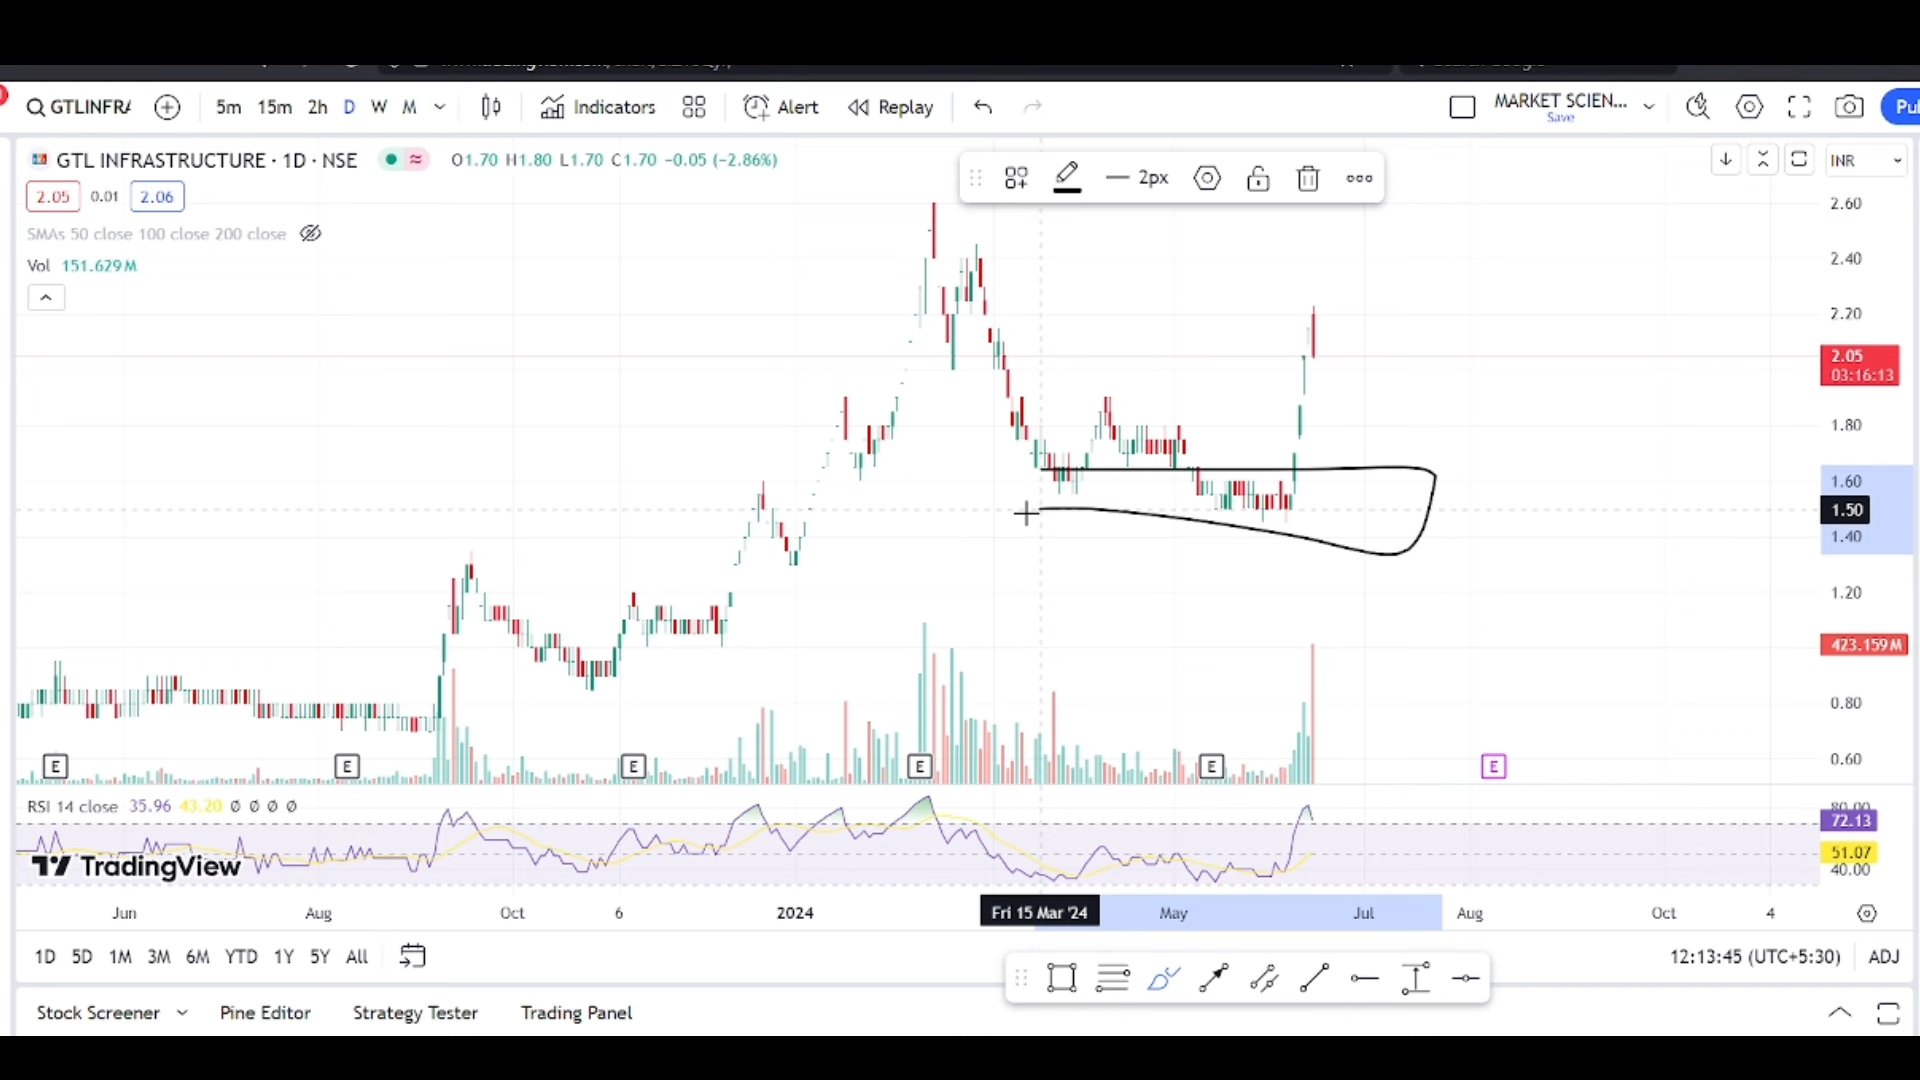 GTLINFRA 5m 15m 2h D W M Indicators Alert Replay MARKET SCIEN...
Save
GTL INFRASTRUCTURE · 1D · NSE O1.70 H1.80 L1.70 C1.70 −0.05 (−2.86%) INR
2.05 0.01 2.06 2px
SMAs 50 close 100 close 200 close
Vol 151.629M
2.60
2.40
2.20
2.05
03:16:13
1.80
1.60
1.50
1.40
1.20
423.159M
0.80
0.60
E E E E E E
RSI 14 close 35.96 43.20 Ø Ø Ø Ø
80.00
72.13
51.07
40.00
TradingView
Jun Aug Oct 6 2024 Fri 15 Mar '24 May Jul Aug Oct 4
1D 5D 1M 3M 6M YTD 1Y 5Y All 12:13:45 (UTC+5:30) ADJ
Stock Screener Pine Editor Strategy Tester Trading Panel